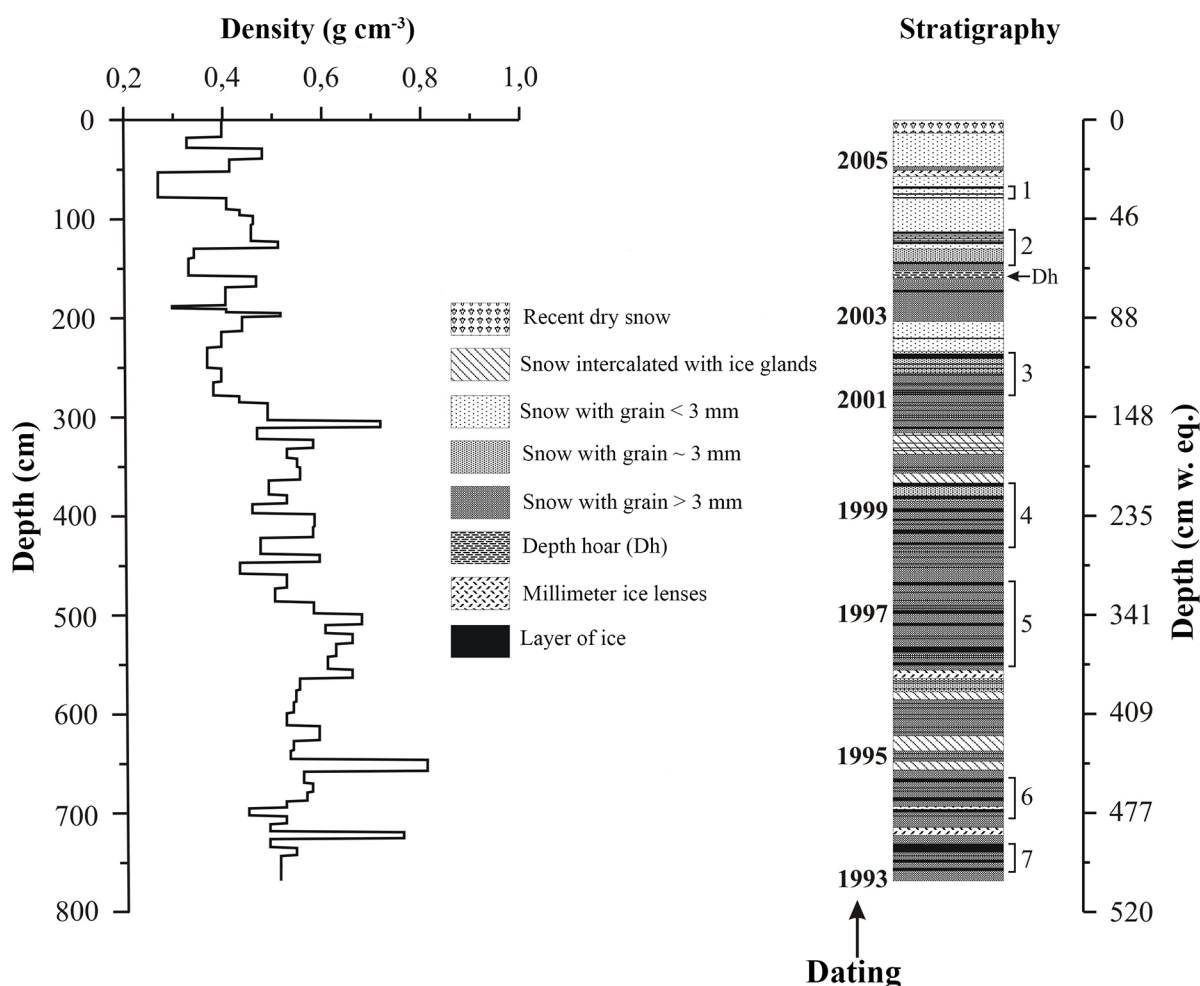 Density (g cm-3)
Stratigraphy
0,2 0,4 0,6 0,8 1,0
0
100
200
300
400
500
600
700
800
Depth (cm)
Recent dry snow
Snow intercalated with ice glands
Snow with grain < 3 mm
Snow with grain ~ 3 mm
Snow with grain > 3 mm
Depth hoar (Dh)
Millimeter ice lenses
Layer of ice
2005
2003
2001
1999
1997
1995
1993
Dating
1
2
Dh
3
4
5
6
7
0
46
88
148
235
341
409
477
520
Depth (cm w. eq.)